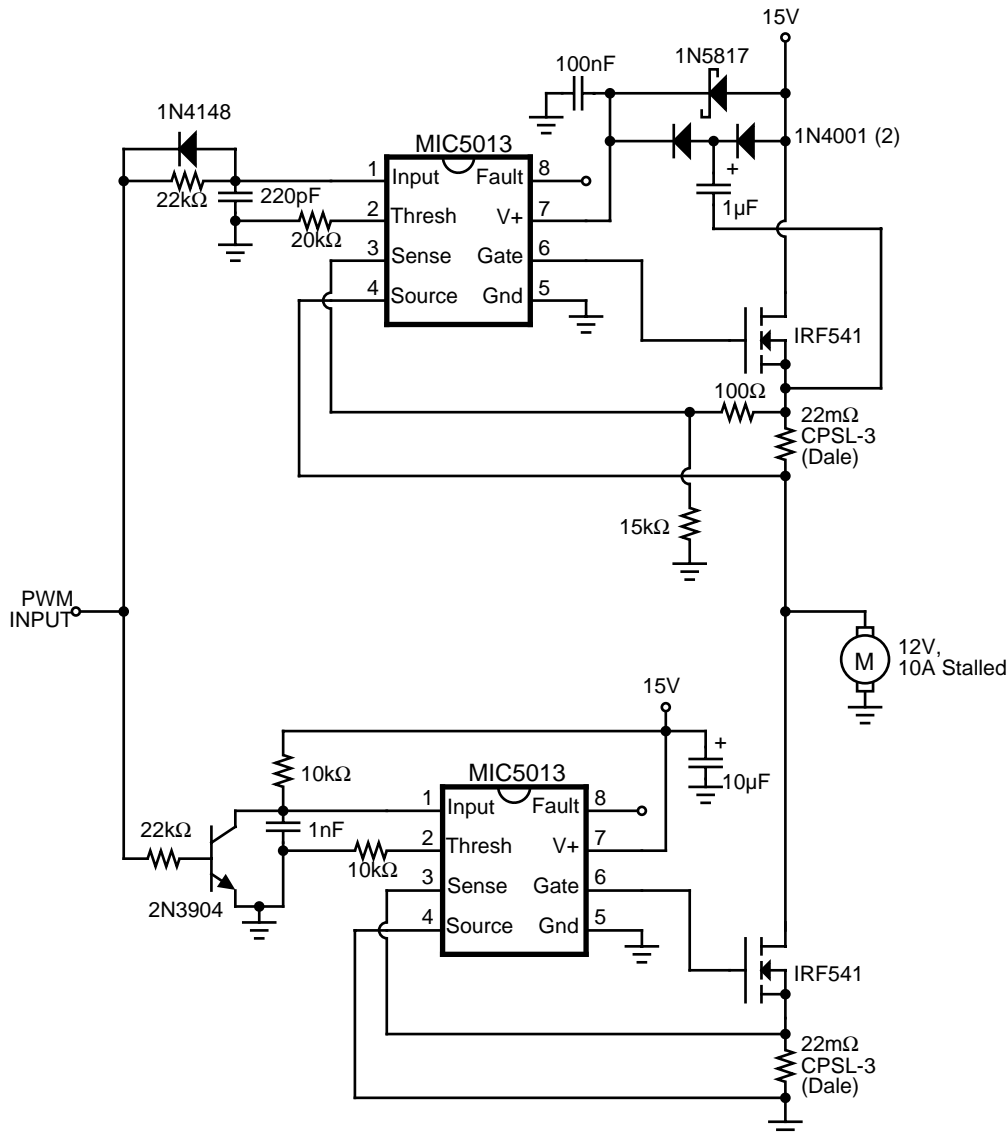 15V
100nF
1N5817
1N4148
MIC5013
1N4001 (2)
+
22kΩ
220pF
20kΩ
1 Input Fault 8
2 Thresh V+ 7
3 Sense Gate 6
4 Source Gnd 5
1µF
IRF541
100Ω
22mΩ
CPSL-3
(Dale)
15kΩ
PWM
INPUT
M
12V,
10A Stalled
15V
+
10kΩ
10µF
MIC5013
22kΩ
1nF
10kΩ
2N3904
1 Input Fault 8
2 Thresh V+ 7
3 Sense Gate 6
4 Source Gnd 5
IRF541
22mΩ
CPSL-3
(Dale)